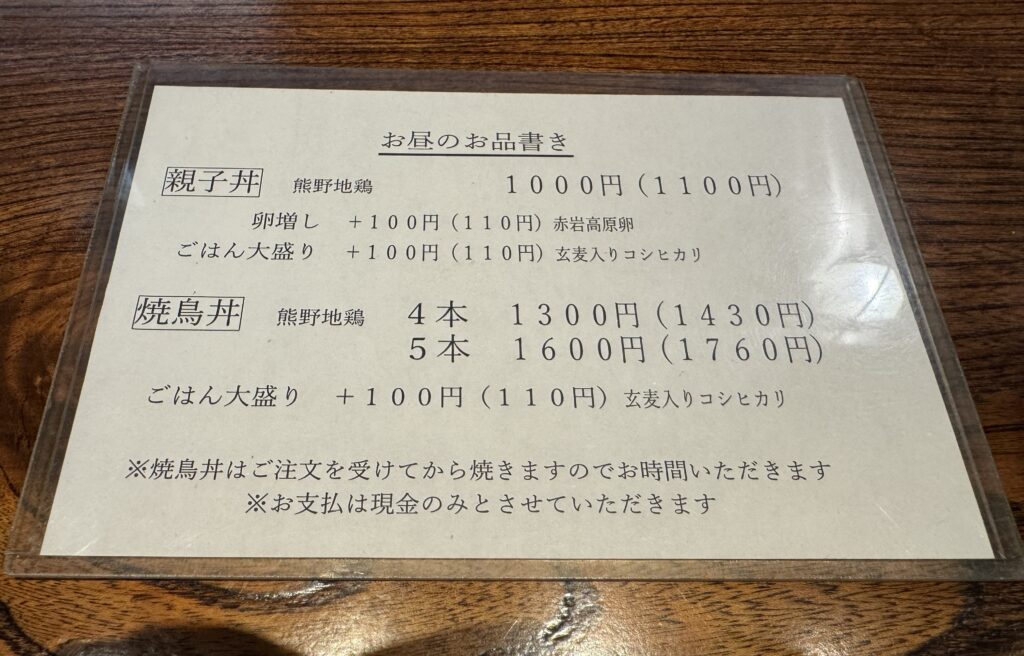 お昼のお品書き
親子丼 熊野地鶏 1000円(1100円)
卵増し +100円(110円) 赤岩高原卵
ごはん大盛り +100円(110円) 玄麦入りコシヒカリ
焼鳥丼 熊野地鶏 4本 1300円(1430円)
5本 1600円(1760円)
ごはん大盛り +100円(110円) 玄麦入りコシヒカリ
※焼鳥丼はご注文を受けてから焼きますのでお時間いただきます
※お支払は現金のみとさせていただきます